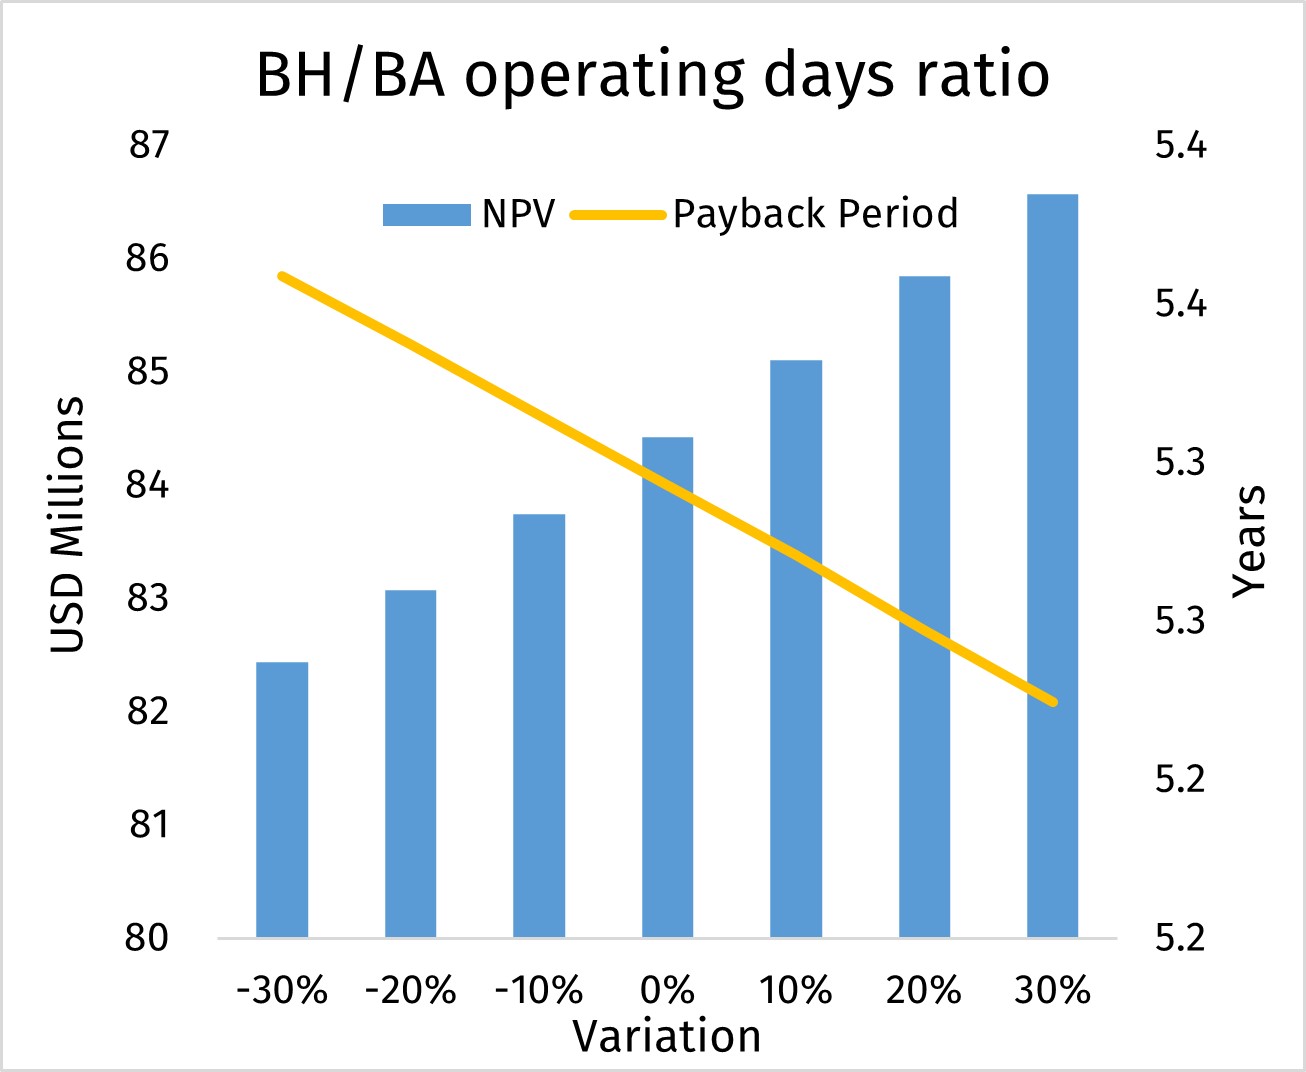 BH/BA operating days ratio
NPV Payback Period
87
86
85
84
83
82
81
80
USD Millions
5.4
5.4
5.3
5.3
5.2
5.2
Years
-30% -20% -10% 0% 10% 20% 30%
Variation